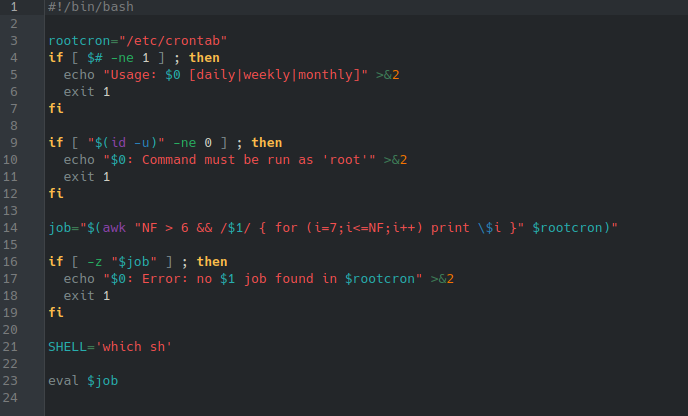 1 #!/bin/bash
2
3 rootcron="/etc/crontab"
4 if [ $# -ne 1 ] ; then
5   echo "Usage: $0 [daily|weekly|monthly]" >&2
6   exit 1
7 fi
8
9 if [ "$(id -u)" -ne 0 ] ; then
10   echo "$0: Command must be run as 'root'" >&2
11   exit 1
12 fi
13
14 job="$(awk "NF > 6 && /$1/ { for (i=7;i<=NF;i++) print \$i }" $rootcron)"
15
16 if [ -z "$job" ] ; then
17   echo "$0: Error: no $1 job found in $rootcron" >&2
18   exit 1
19 fi
20
21 SHELL='which sh'
22
23 eval $job
24